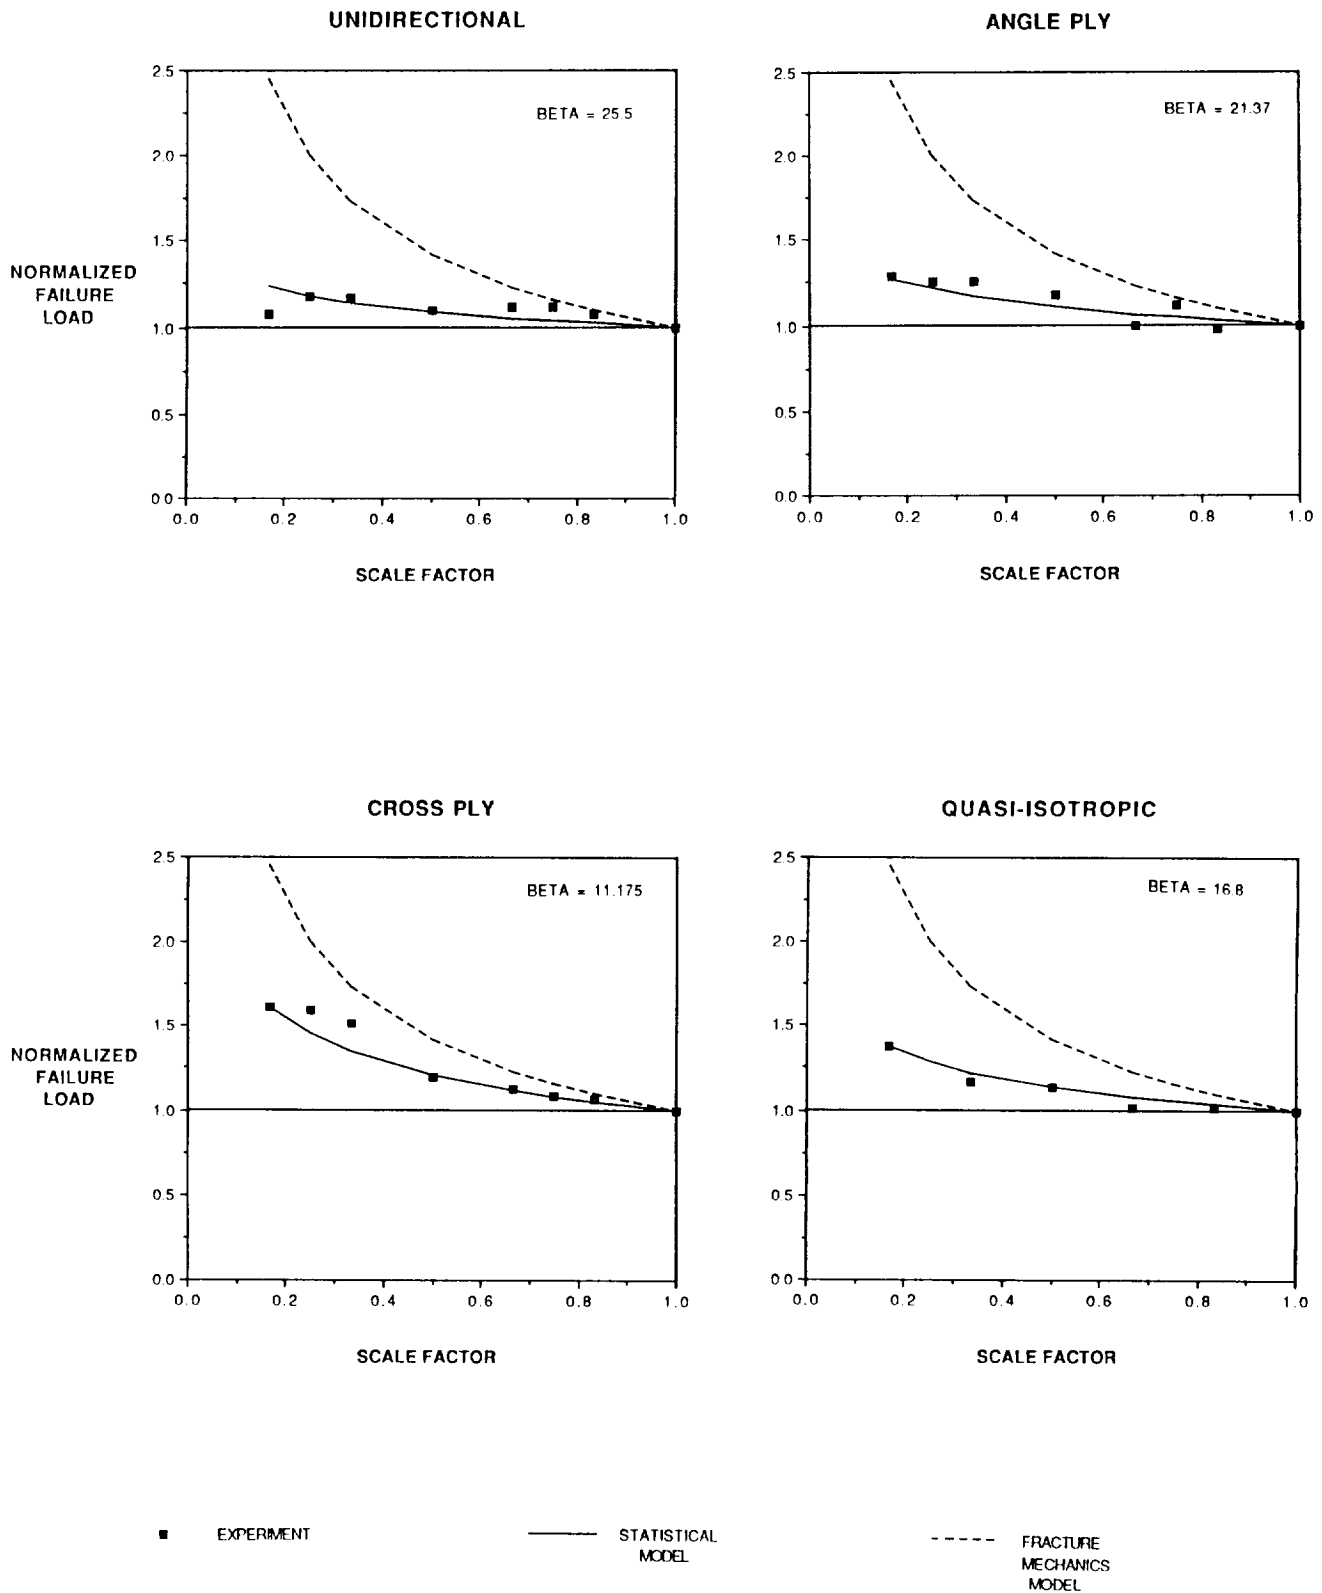 UNIDIRECTIONAL
ANGLE PLY
2.5
2.0
1.5
1.0
0.5
0.0
BETA = 25.5
NORMALIZED
FAILURE
LOAD
0.0 0.2 0.4 0.6 0.8 1.0
SCALE FACTOR
2.5
2.0
1.5
1.0
0.5
0.0
BETA = 21.37
0.0 0.2 0.4 0.6 0.8 1.0
SCALE FACTOR
CROSS PLY
QUASI-ISOTROPIC
2.5
2.0
1.5
1.0
0.5
0.0
BETA = 11.175
NORMALIZED
FAILURE
LOAD
0.0 0.2 0.4 0.6 0.8 1.0
SCALE FACTOR
2.5
2.0
1.5
1.0
0.5
0.0
BETA = 16.8
0.0 0.2 0.4 0.6 0.8 1.0
SCALE FACTOR
EXPERIMENT
STATISTICAL
MODEL
FRACTURE
MECHANICS
MODEL